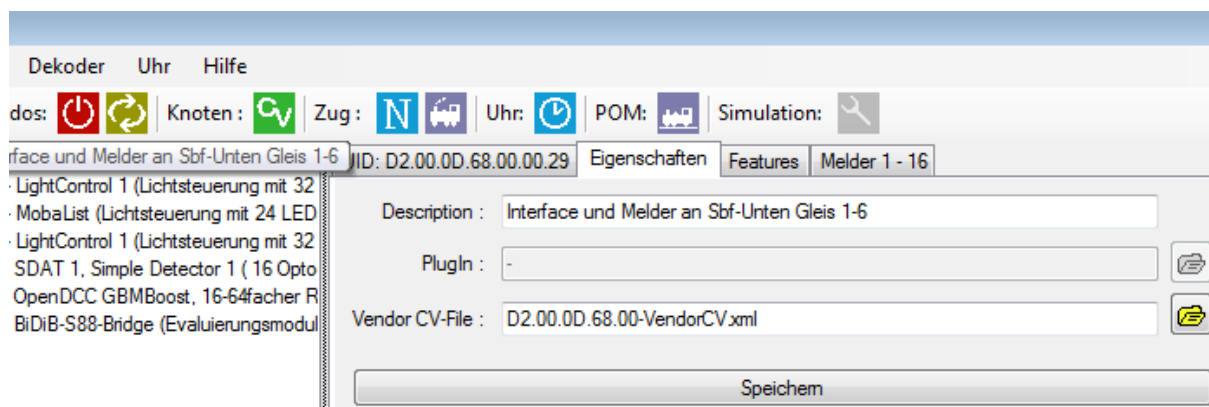 Dekoder Uhr Hilfe
dos: Knoten : CV Zug : N Uhr: POM: Simulation:
rface und Melder an Sbf-Unten Gleis 1-6 UID: D2.00.0D.68.00.00.29 Eigenschaften Features Melder 1 - 16
LightControl 1 (Lichtsteuerung mit 32
MobaList (Lichtsteuerung mit 24 LED
LightControl 1 (Lichtsteuerung mit 32
SDAT 1, Simple Detector 1 ( 16 Opto
OpenDCC GBMBoost, 16-64facher R
BiDiB-S88-Bridge (Evaluierungsmodul
Description : Interface und Melder an Sbf-Unten Gleis 1-6
PlugIn : -
Vendor CV-File : D2.00.0D.68.00-VendorCV.xml
Speichern